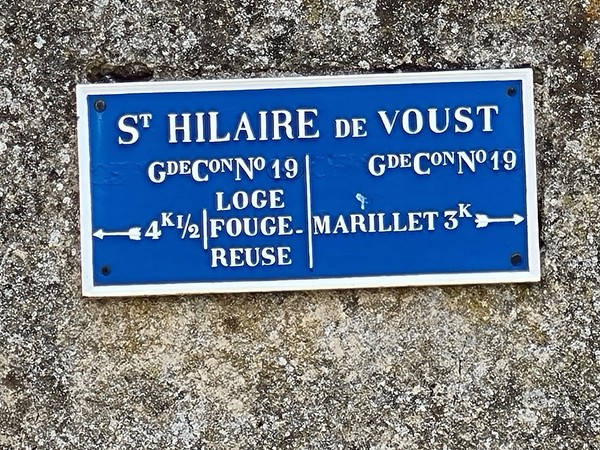 ST HILAIRE DE VOUST
GDE CON NO 19
4K1/2
LOGE
FOUGE-
REUSE
GDE CON NO 19
MARILLET 3K